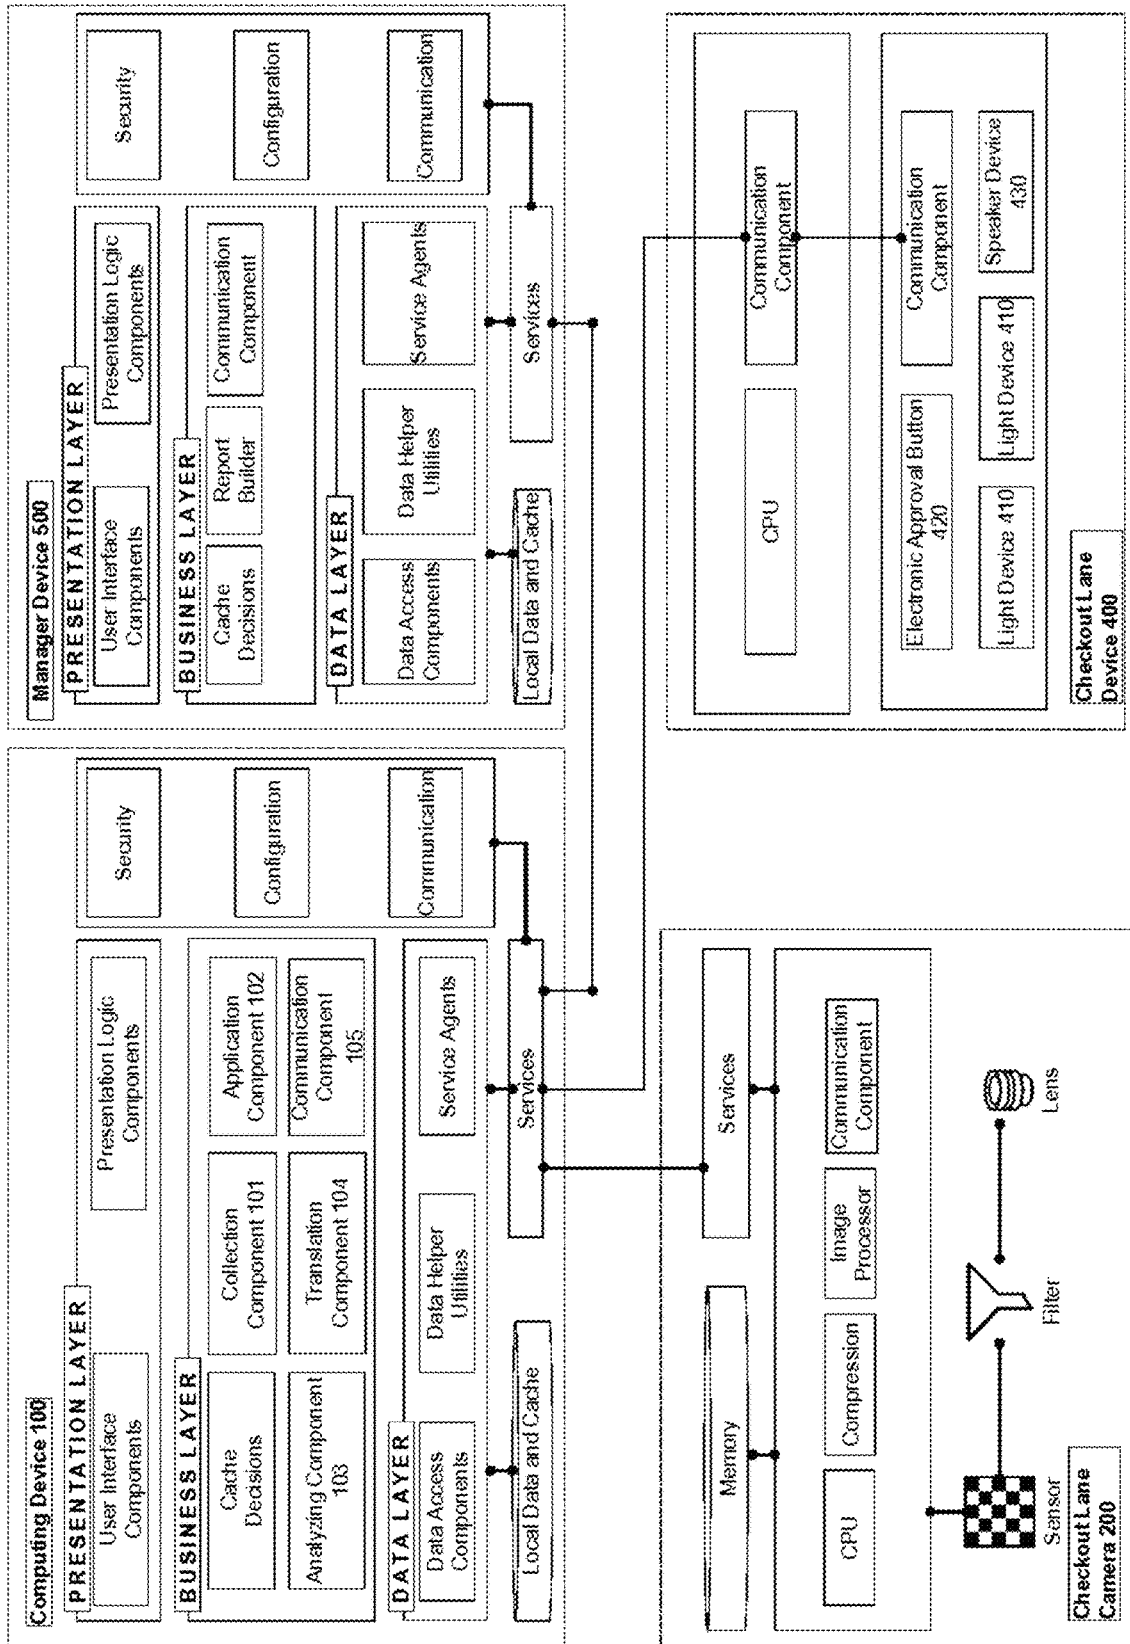 Computing Device 100
PRESENTATION LAYER
User Interface
Components
Presentation Logic
Components
BUSINESS LAYER
Cache
Decisions
Collection
Component 101
Application
Component 102
Analyzing Component
103
Translation
Component 104
Communication
Component
105
DATA LAYER
Data Access
Components
Data Helper
Utilities
Service Agents
Local Data and Cache
Services
Security
Configuration
Communication
Manager Device 500
PRESENTATION LAYER
User Interface
Components
Presentation Logic
Components
BUSINESS LAYER
Cache
Decisions
Report
Builder
Communication
Component
DATA LAYER
Data Access
Components
Data Helper
Utilities
Service Agents
Local Data and Cache
Services
Security
Configuration
Communication
Memory
Services
CPU
Compression
Image
Processor
Communication
Component
Sensor
Filter
Lens
Checkout Lane
Camera 200
CPU
Communication
Component
Electronic Approval Button
420
Communication
Component
Light Device 410
Light Device 410
Speaker Device
430
Checkout Lane
Device 400